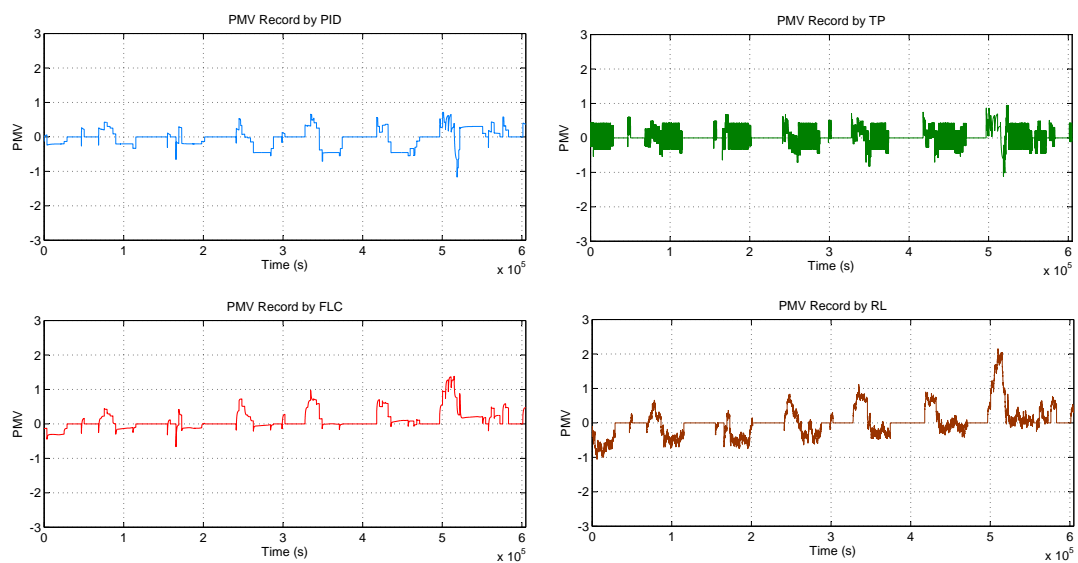 PMV Record by PID
3
2
1
0
-1
-2
-3
PMV
0 1 2 3 4 5 6
Time (s)
x 10^5
PMV Record by TP
3
2
1
0
-1
-2
-3
PMV
0 1 2 3 4 5 6
Time (s)
x 10^5
PMV Record by FLC
3
2
1
0
-1
-2
-3
PMV
0 1 2 3 4 5 6
Time (s)
x 10^5
PMV Record by RL
3
2
1
0
-1
-2
-3
PMV
0 1 2 3 4 5 6
Time (s)
x 10^5